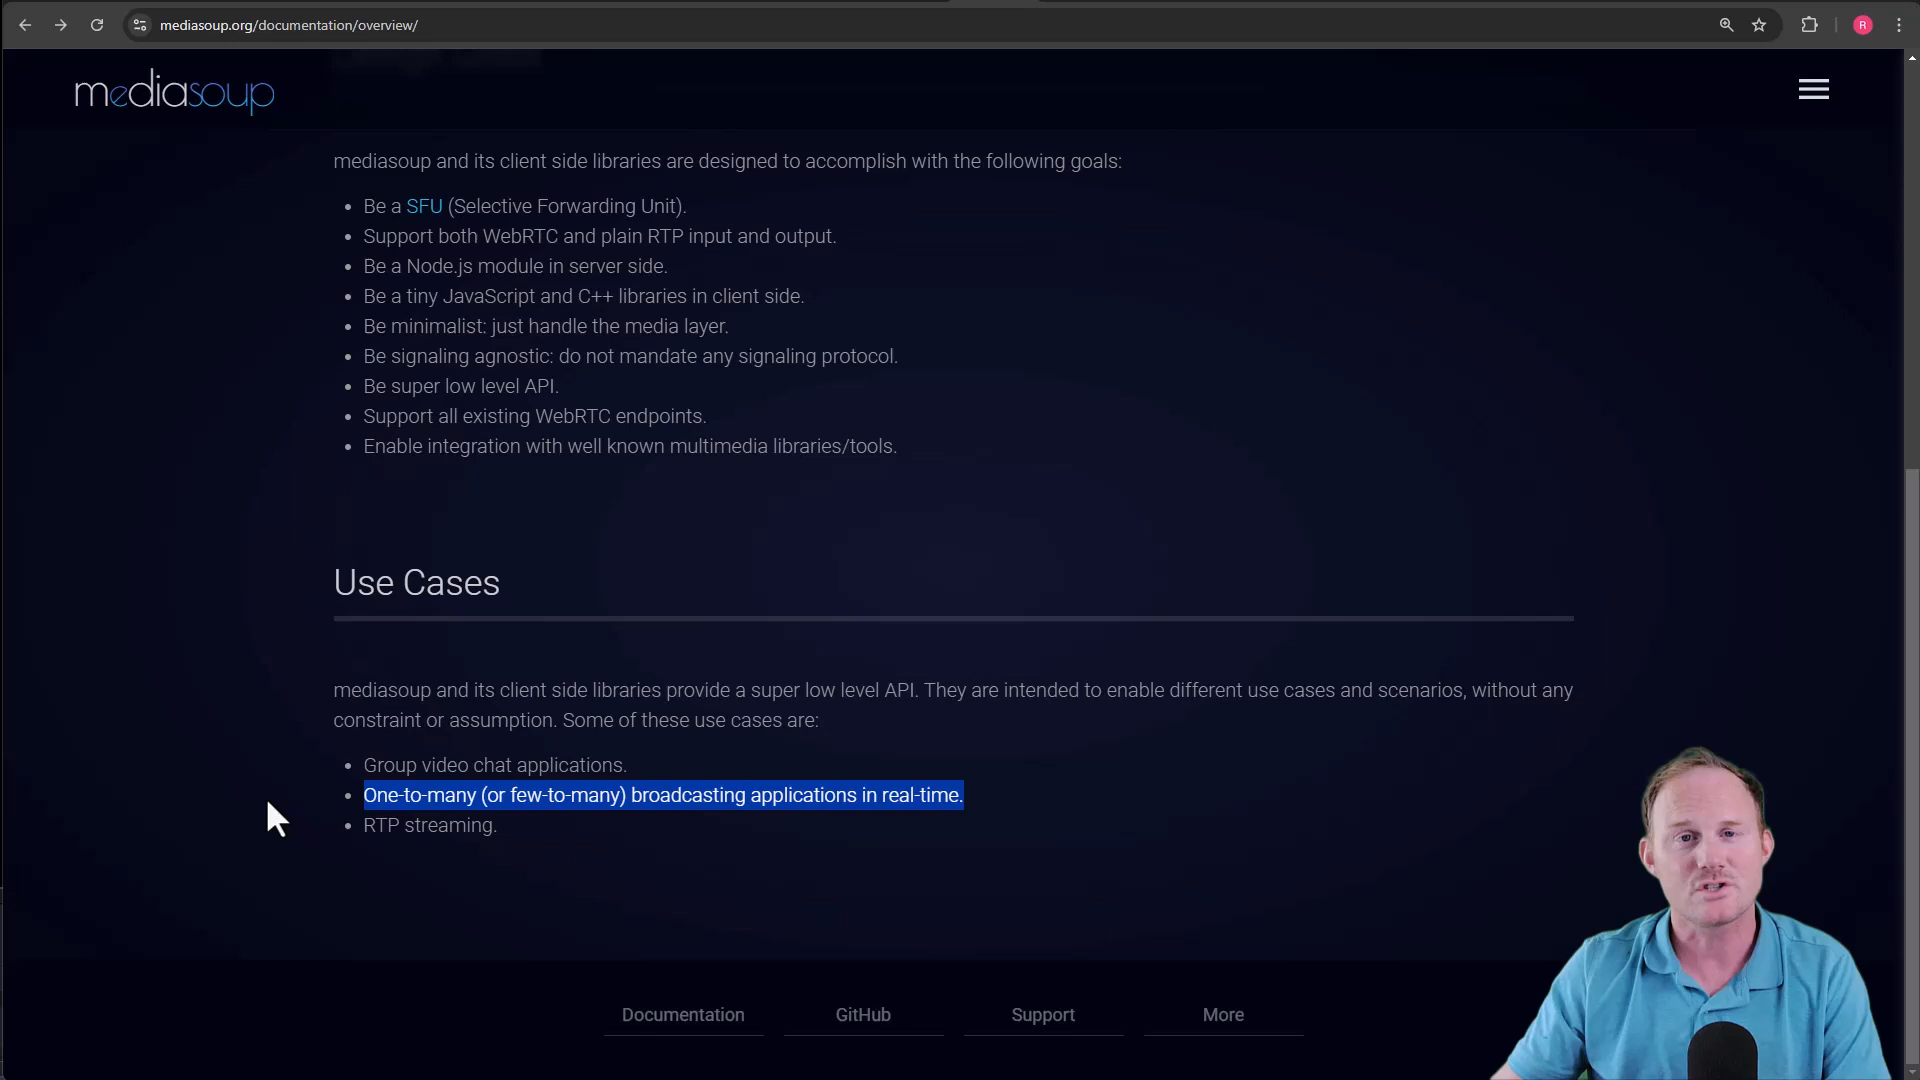 mediasoup.org/documentation/overview/
R
mediasoup
mediasoup and its client side libraries are designed to accomplish with the following goals:
Be a SFU (Selective Forwarding Unit).
Support both WebRTC and plain RTP input and output.
Be a Node.js module in server side.
Be a tiny JavaScript and C++ libraries in client side.
Be minimalist: just handle the media layer.
Be signaling agnostic: do not mandate any signaling protocol.
Be super low level API.
Support all existing WebRTC endpoints.
Enable integration with well known multimedia libraries/tools.
Use Cases
mediasoup and its client side libraries provide a super low level API. They are intended to enable different use cases and scenarios, without any
constraint or assumption. Some of these use cases are:
Group video chat applications.
One-to-many (or few-to-many) broadcasting applications in real-time.
RTP streaming.
Documentation GitHub Support More